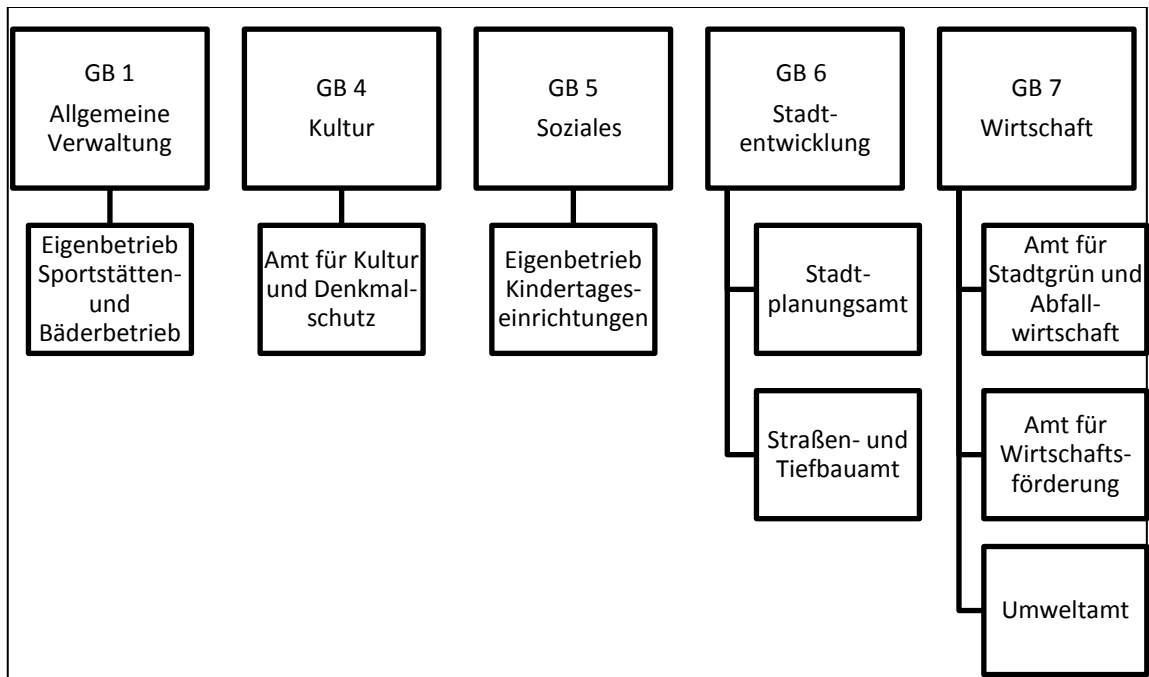 GB 1
Allgemeine
Verwaltung
Eigenbetrieb
Sportstätten-
und
Bäderbetrieb
GB 4
Kultur
Amt für Kultur
und Denkmal-
schutz
GB 5
Soziales
Eigenbetrieb
Kindertages-
einrichtungen
GB 6
Stadt-
entwicklung
Stadt-
planungsamt
Straßen- und
Tiefbauamt
GB 7
Wirtschaft
Amt für
Stadtgrün und
Abfall-
wirtschaft
Amt für
Wirtschafts-
förderung
Umweltamt